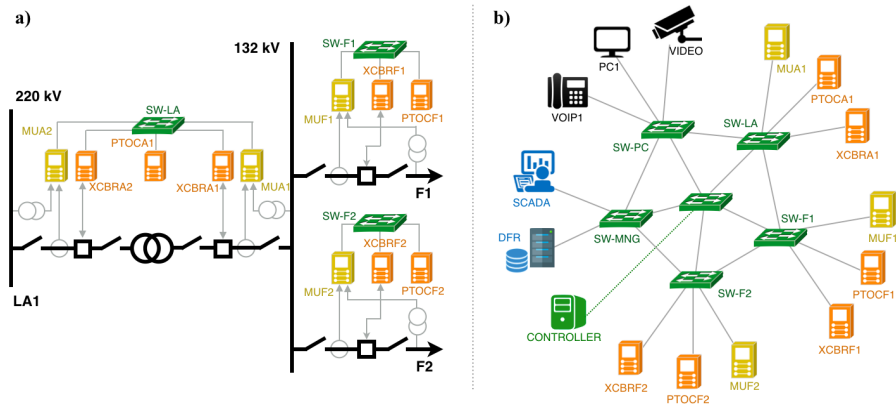 a)
132 kV
220 kV
SW-LA
MUA2
PTOCA1
XCBRA2
XCBRA1
MUA1
LA1
SW-F1
XCBRF1
MUF1
PTOCF1
F1
SW-F2
XCBRF2
MUF2
PTOCF2
F2
b)
PC1
VIDEO
VOIP1
SW-PC
MUA1
PTOCA1
SW-LA
XCBRA1
SCADA
DFR
SW-MNG
SW-F1
MUF1
PTOCF1
XCBRF1
SW-F2
CONTROLLER
XCBRF2
PTOCF2
MUF2